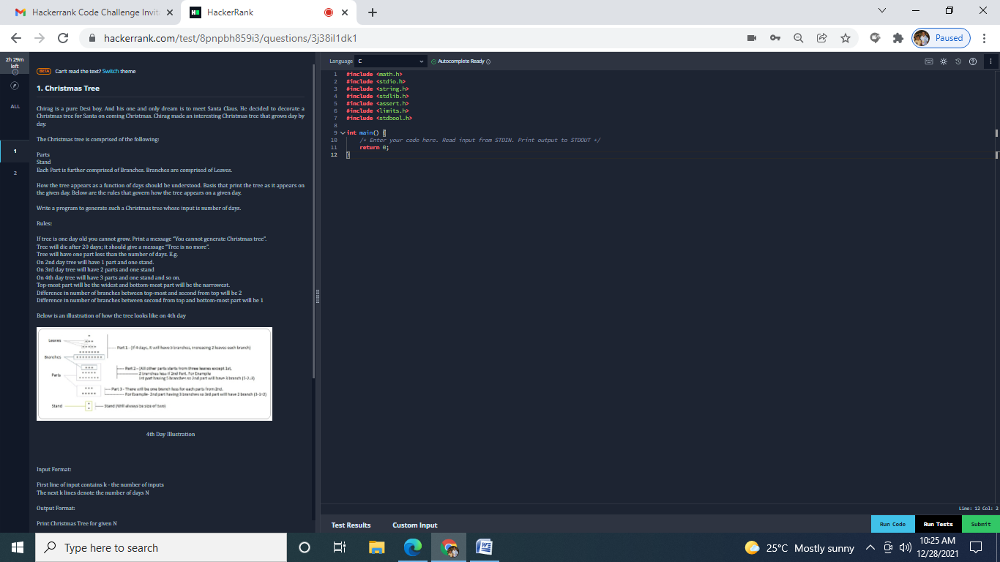 Hackerrank Code Challenge Invit
HackerRank
hackerrank.com/test/8pnpbh859i3/questions/3j38il1dk1
Paused
2h 29m
left
ALL
1
2
BETA Can't read the text? Switch theme
1. Christmas Tree
Chirag is a pure Desi boy. And his one and only dream is to meet Santa Claus. He decided to decorate a
Christmas tree for Santa on coming Christmas. Chirag made an interesting Christmas tree that grows day by
day.
The Christmas tree is comprised of the following:
Parts
Stand
Each Part is further comprised of Branches. Branches are comprised of Leaves.
How the tree appears as a function of days should be understood. Basis that print the tree as it appears on
the given day. Below are the rules that govern how the tree appears on a given day.
Write a program to generate such a Christmas tree whose input is number of days.
Rules:
If tree is one day old you cannot grow. Print a message "You cannot generate Christmas tree".
Tree will die after 20 days; it should give a message "Tree is no more".
Tree will have one part less than the number of days. E.g.
On 2nd day tree will have 1 part and one stand.
On 3rd day tree will have 2 parts and one stand
On 4th day tree will have 3 parts and one stand and so on.
Top-most part will be the widest and bottom-most part will be the narrowest.
Difference in number of branches between top-most and second from top will be 2
Difference in number of branches between second from top and bottom-most part will be 1
Below is an illustration of how the tree looks like on 4th day
Leaves
Part 1 - (If 4 days, it will have 5 branches, increasing 2 leaves each branch)
Branches
Part 2 - (All other parts starts from three leaves except 1st,
2 branches less if 2nd Part. For Example
1st part having 5 branches so 2nd part will have 3 branch (5-2=3)
Parts
Part 3 - There will be one branch less for each parts from 2nd.
For Example - 2nd part having 3 branches so 3rd part will have 2 branch (3-1=2)
Stand
Stand (Will always be size of two)
4th Day Illustration
Input Format:
First line of input contains k - the number of inputs
The next k lines denote the number of days N
Output Format:
Print Christmas Tree for given N
Language C Autocomplete Ready
1 #include <math.h>
2 #include <stdio.h>
3 #include <string.h>
4 #include <stdlib.h>
5 #include <assert.h>
6 #include <limits.h>
7 #include <stdbool.h>
8
9 int main() {
10 /* Enter your code here. Read input from STDIN. Print output to STDOUT */
11 return 0;
12 }
Line: 12 Col: 2
Test Results Custom Input Run Code Run Tests Submit
Type here to search
25°C Mostly sunny
10:25 AM
12/28/2021